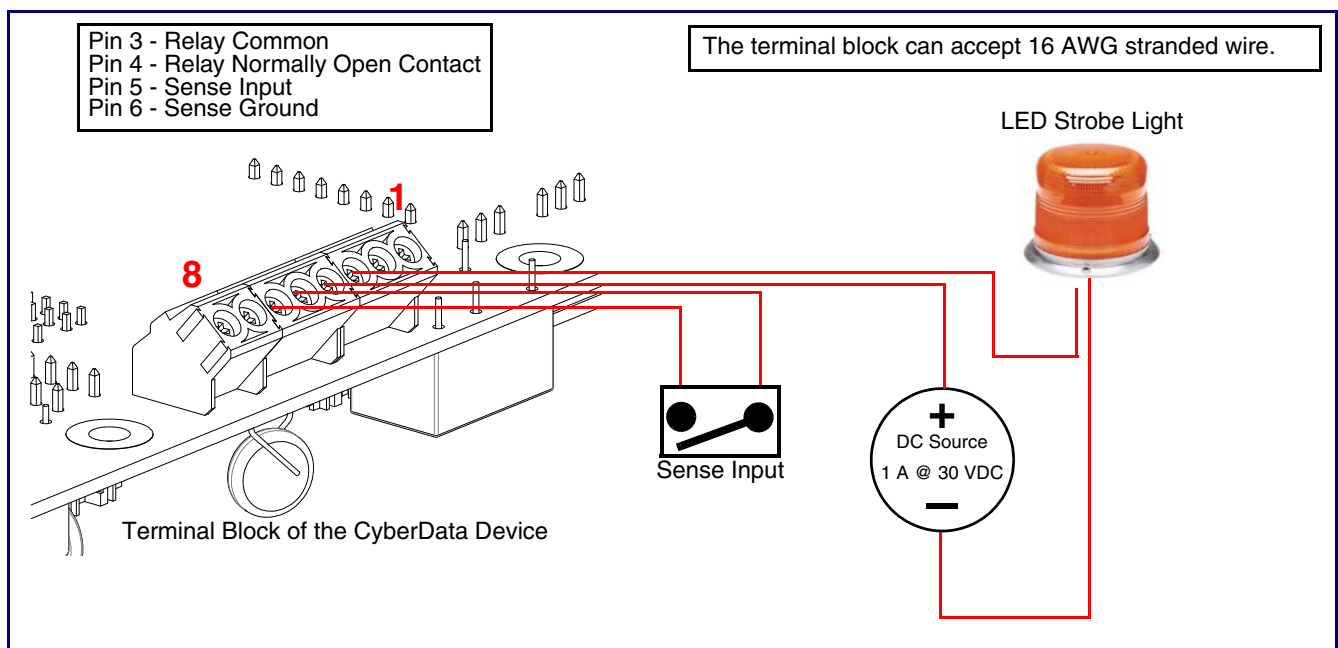 Pin 3 - Relay Common
Pin 4 - Relay Normally Open Contact
Pin 5 - Sense Input
Pin 6 - Sense Ground
The terminal block can accept 16 AWG stranded wire.
LED Strobe Light
1
8
+
DC Source
1 A @ 30 VDC
—
Sense Input
Terminal Block of the CyberData Device